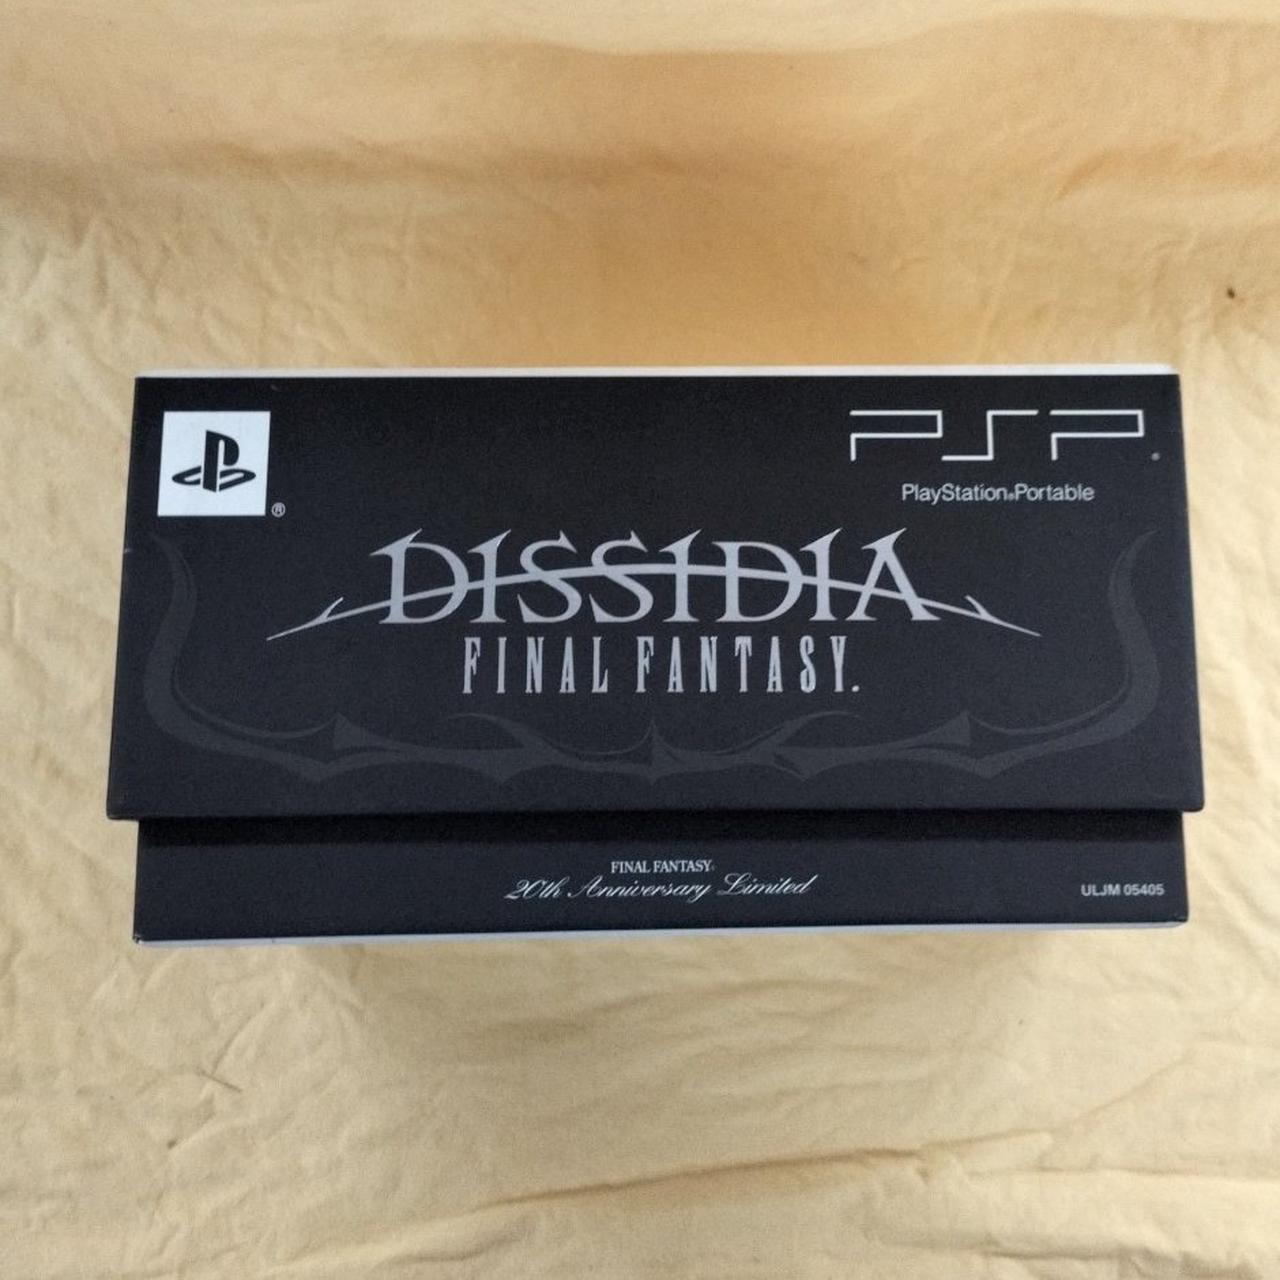 PSP
®
PlayStation®Portable
DISSIDIA
FINAL FANTASY.
FINAL FANTASY®
20th Anniversary Limited
ULJM 05405